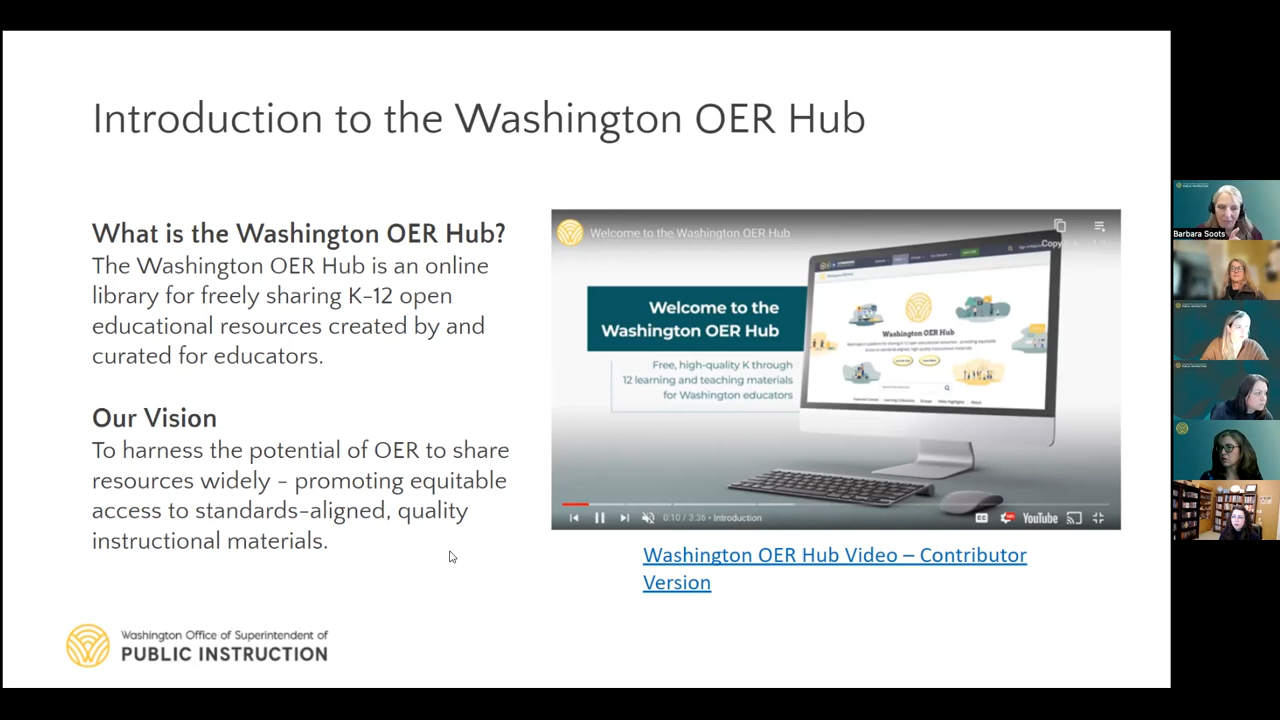 Introduction to the Washington OER Hub
What is the Washington OER Hub?
The Washington OER Hub is an online
library for freely sharing K-12 open
educational resources created by and
curated for educators.
Our Vision
To harness the potential of OER to share
resources widely - promoting equitable
access to standards-aligned, quality
instructional materials.
Welcome to the Washington OER Hub
Copy
Welcome to the
Washington OER Hub
Free, high-quality K through
12 learning and teaching materials
for Washington educators
Washington OER Hub
0:10 / 3:36 • Introduction
CC
HD
YouTube
Washington OER Hub Video – Contributor
Version
Washington Office of Superintendent of
PUBLIC INSTRUCTION
Barbara Soots